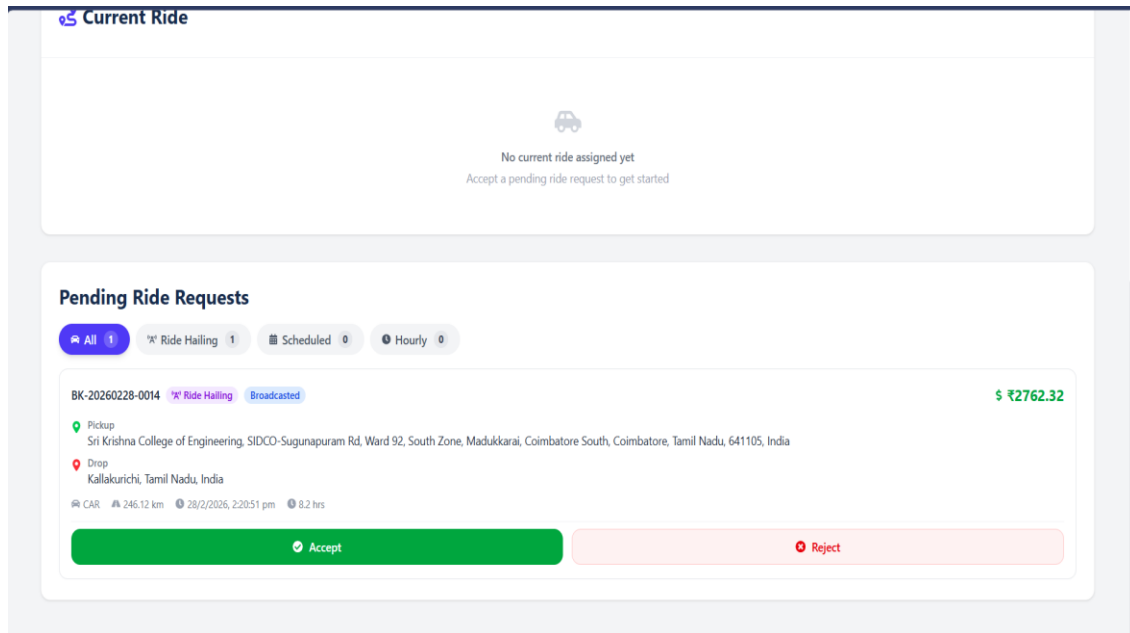 Current Ride
No current ride assigned yet
Accept a pending ride request to get started
Pending Ride Requests
All 1 Ride Hailing 1 Scheduled 0 Hourly 0
BK-20260228-0014 Ride Hailing Broadcasted $ ₹2762.32
Pickup
Sri Krishna College of Engineering, SIDCO-Sugunapuram Rd, Ward 92, South Zone, Madukkarai, Coimbatore South, Coimbatore, Tamil Nadu, 641105, India
Drop
Kallakurichi, Tamil Nadu, India
CAR 246.12 km 28/2/2026, 2:20:51 pm 8.2 hrs
Accept Reject